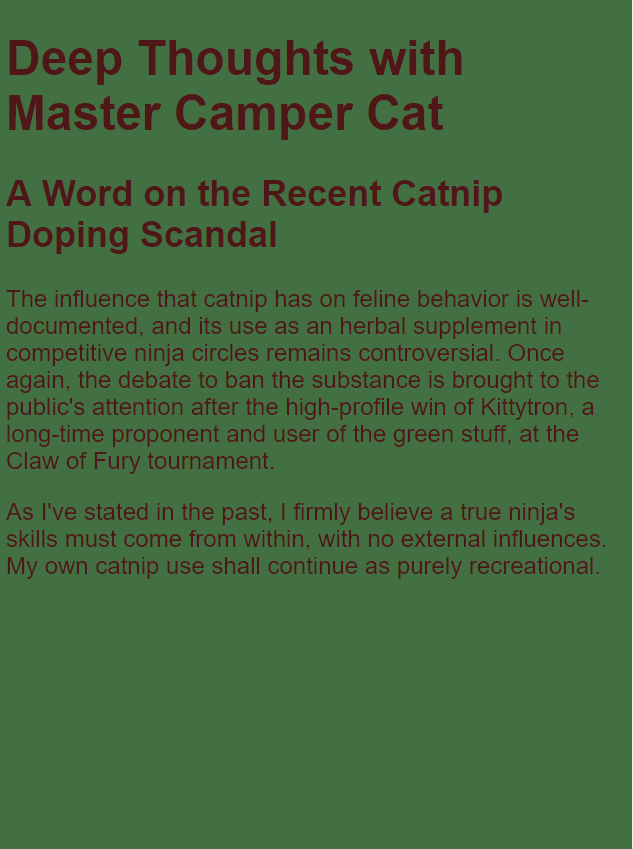 Deep Thoughts with
Master Camper Cat
A Word on the Recent Catnip
Doping Scandal
The influence that catnip has on feline behavior is well-
documented, and its use as an herbal supplement in
competitive ninja circles remains controversial. Once
again, the debate to ban the substance is brought to the
public's attention after the high-profile win of Kittytron, a
long-time proponent and user of the green stuff, at the
Claw of Fury tournament.
As I've stated in the past, I firmly believe a true ninja's
skills must come from within, with no external influences.
My own catnip use shall continue as purely recreational.